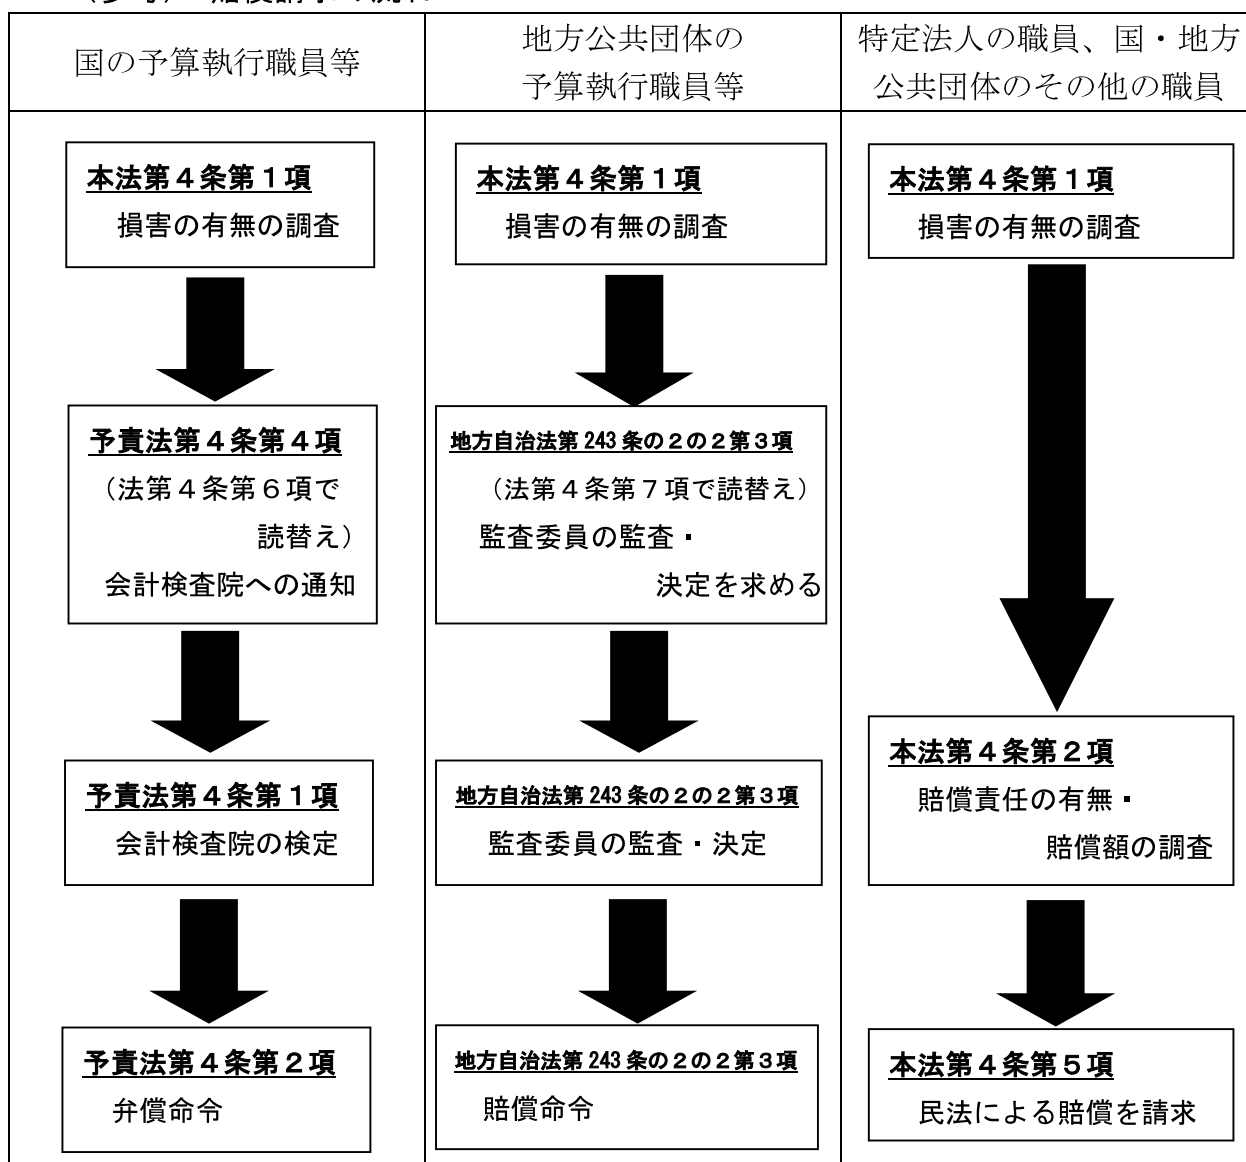 国の予算執行職員等
地方公共団体の
予算執行職員等
特定法人の職員、国・地方
公共団体のその他の職員
本法第４条第１項
損害の有無の調査
予責法第４条第４項
（法第４条第６項で
読替え）
会計検査院への通知
予責法第４条第１項
会計検査院の検定
予責法第４条第２項
弁償命令
本法第４条第１項
損害の有無の調査
地方自治法第243条の２の２第３項
（法第４条第７項で読替え）
監査委員の監査・
決定を求める
地方自治法第243条の２の２第３項
監査委員の監査・決定
地方自治法第243条の２の２第３項
賠償命令
本法第４条第１項
損害の有無の調査
本法第４条第２項
賠償責任の有無・
賠償額の調査
本法第４条第５項
民法による賠償を請求